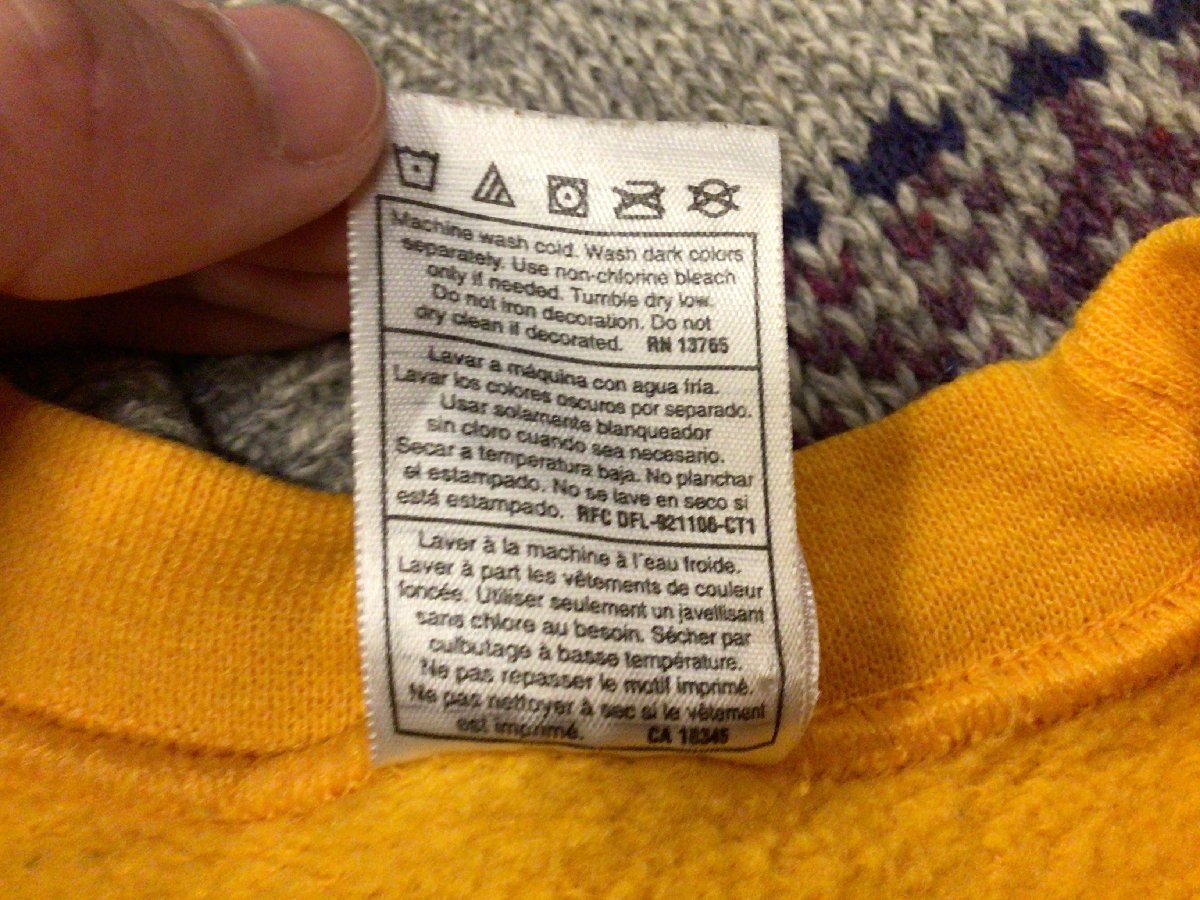 Machine wash cold. Wash dark colors
separately. Use non-chlorine bleach
only if needed. Tumble dry low.
Do not iron decoration. Do not
dry clean if decorated. RN 13765
Lavar a máquina con agua fría.
Lavar los colores oscuros por separado.
Usar solamante blanqueador
sin cloro cuando sea necesario.
Secar a temperatura baja. No planchar
el estampado. No se lave en seco si
está estampado. RFC DFL-921106-CT1
Laver à la machine à l'eau froide.
Laver à part les vêtements de couleur
foncée. Utiliser seulement un javellisant
sans chlore au besoin. Sécher par
culbutage à basse température.
Ne pas repasser le motif imprimé.
Ne pas nettoyer à sec si le vêtement
est imprimé. CA 18345